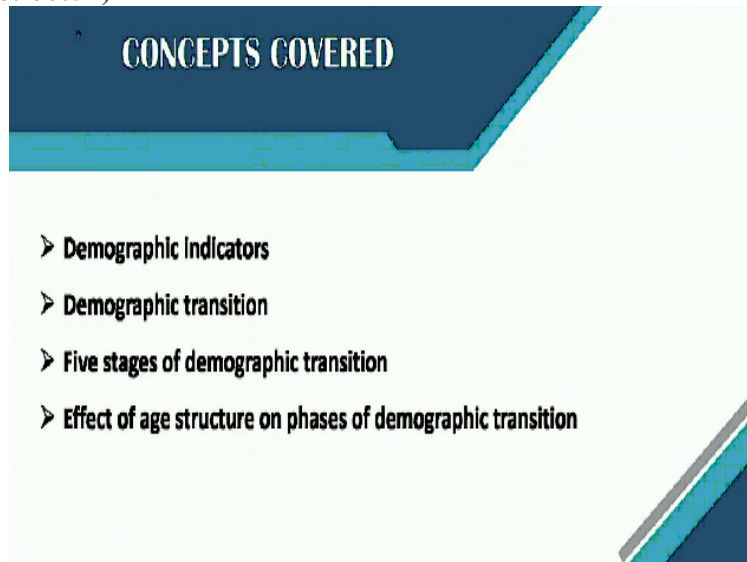 CONCEPTS COVERED
➢ Demographic indicators
➢ Demographic transition
➢ Five stages of demographic transition
➢ Effect of age structure on phases of demographic transition